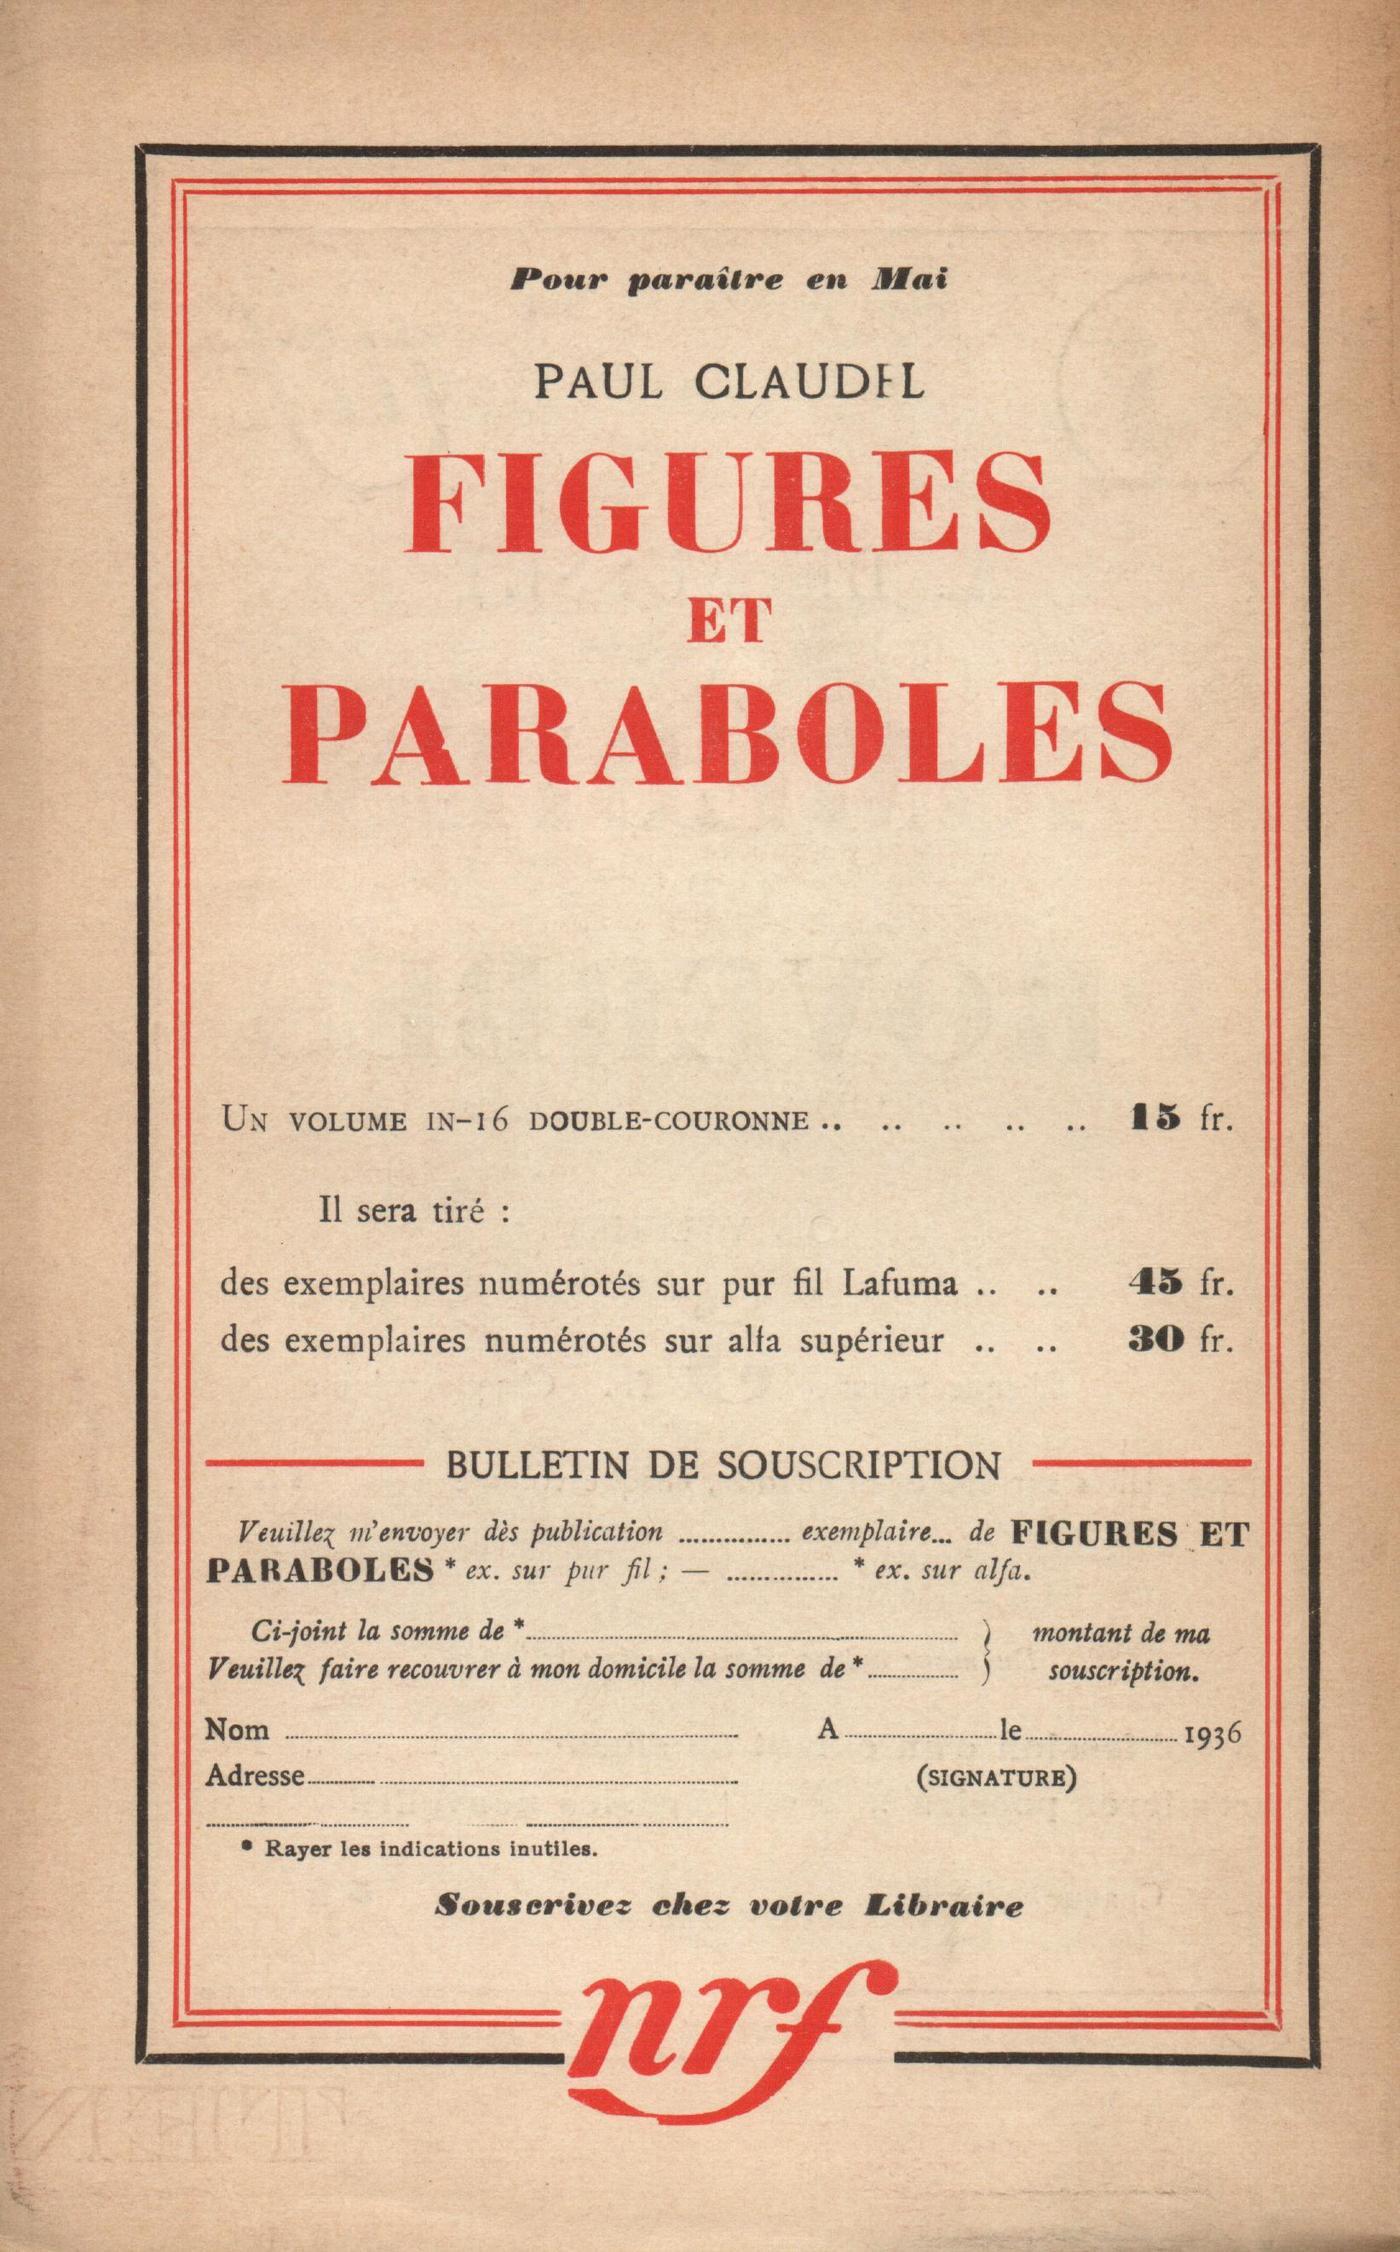 Pour paraître en Mai
PAUL CLAUDEL
FIGURES
ET
PARABOLES
UN VOLUME IN-16 DOUBLE-COURONNE .. .. .. .. .. 15 fr.
Il sera tiré :
des exemplaires numérotés sur pur fil Lafuma .. .. 45 fr.
des exemplaires numérotés sur alfa supérieur .. .. 30 fr.
BULLETIN DE SOUSCRIPTION
Veuillez m'envoyer dès publication ............... exemplaire... de FIGURES ET
PARABOLES * ex. sur pur fil ; — ............... * ex. sur alfa.
Ci-joint la somme de *............... } montant de ma
Veuillez faire recouvrer à mon domicile la somme de *............... } souscription.
Nom ............... A ............... le ............... 1936
Adresse ............... (SIGNATURE)
* Rayer les indications inutiles.
Souscrivez chez votre Libraire
nrf